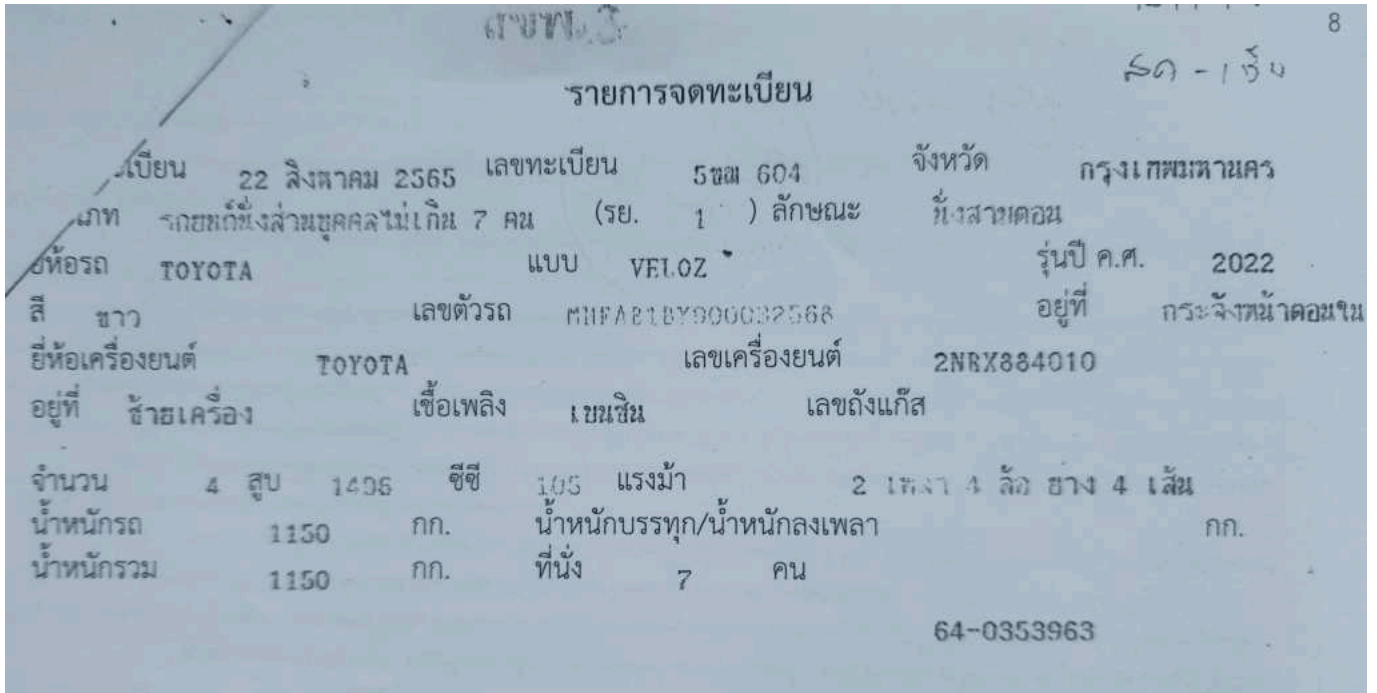 8
รายการจดทะเบียน
เบียน 22 สิงหาคม 2565 เลขทะเบียน 5ขฒ 604 จังหวัด กรุงเทพมหานคร
เภท รถยนต์นั่งส่วนบุคคลไม่เกิน 7 คน (รย. 1 ) ลักษณะ นั่งสามตอน
ยี่ห้อรถ TOYOTA แบบ VELOZ รุ่นปี ค.ศ. 2022
สี ขาว เลขตัวรถ อยู่ที่ กระจังหน้าตอนใน
ยี่ห้อเครื่องยนต์ TOYOTA เลขเครื่องยนต์ 2NRX884010
อยู่ที่ ซ้ายเครื่อง เชื้อเพลิง เบนซิน เลขถังแก๊ส
จำนวน 4 สูบ 1496 ซีซี 105 แรงม้า 2 เพลา 4 ล้อ ยาง 4 เส้น
น้ำหนักรถ 1150 กก. น้ำหนักบรรทุก/น้ำหนักลงเพลา กก.
น้ำหนักรวม 1150 กก. ที่นั่ง 7 คน
64-0353963